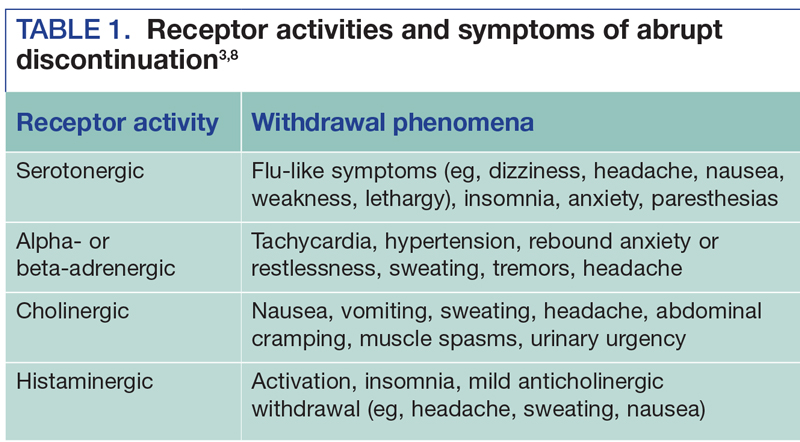 TABLE 1. Receptor activities and symptoms of abrupt
discontinuation3,8
Receptor activity
Withdrawal phenomena
Serotonergic
Flu-like symptoms (eg, dizziness, headache, nausea,
weakness, lethargy), insomnia, anxiety, paresthesias
Alpha- or
beta-adrenergic
Tachycardia, hypertension, rebound anxiety or
restlessness, sweating, tremors, headache
Cholinergic
Nausea, vomiting, sweating, headache, abdominal
cramping, muscle spasms, urinary urgency
Histaminergic
Activation, insomnia, mild anticholinergic
withdrawal (eg, headache, sweating, nausea)